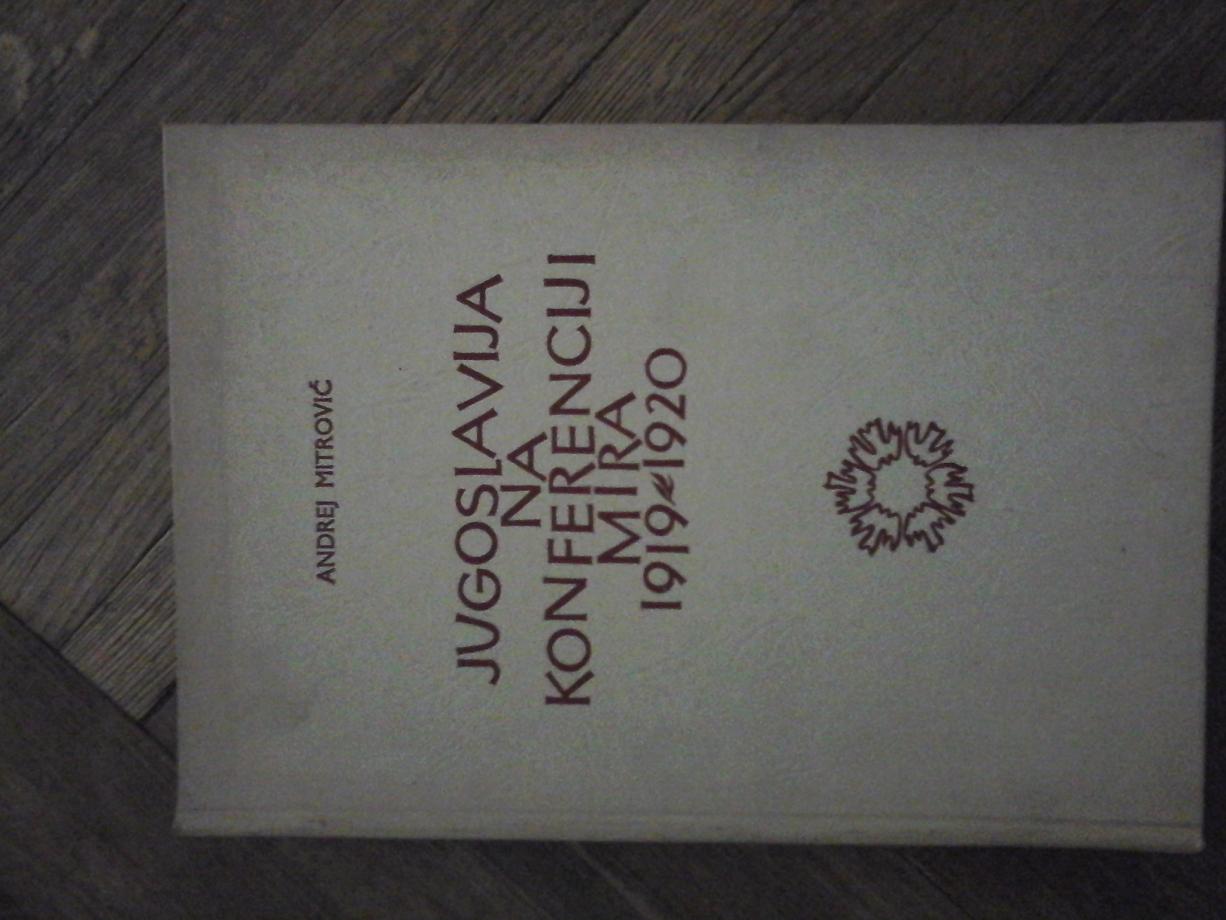 ANDREJ MITROVIĆ
JUGOSLAVIJA
NA
KONFERENCIJI
MIRA
1919-1920